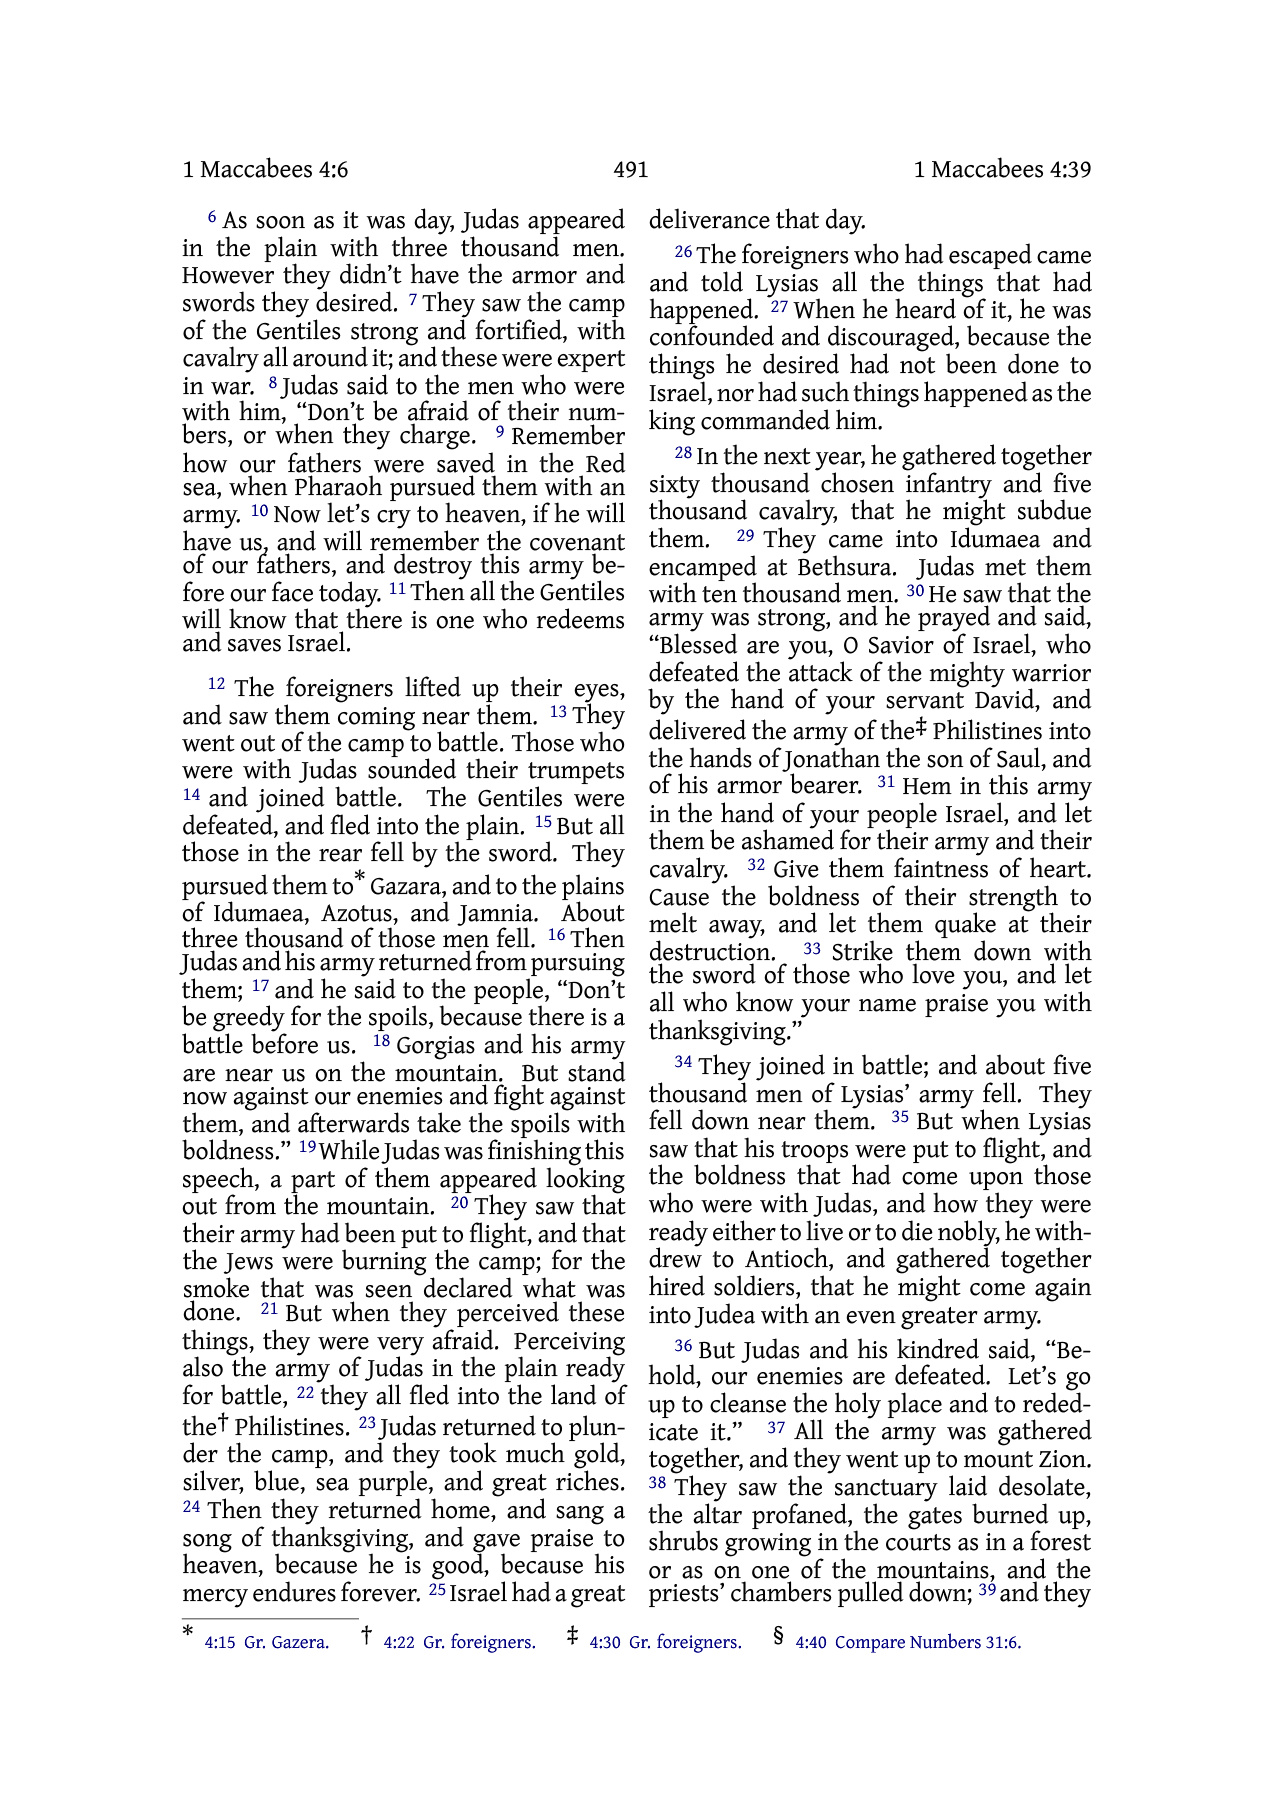 1 Maccabees 4:6 491 1 Maccabees 4:39
6 As soon as it was day, Judas appeared
in the plain with three thousand men.
However they didn’t have the armor and
swords they desired. 7 They saw the camp
of the Gentiles strong and fortified, with
cavalry all around it; and these were expert
in war. 8 Judas said to the men who were
with him, “Don’t be afraid of their num-
bers, or when they charge. 9 Remember
how our fathers were saved in the Red
sea, when Pharaoh pursued them with an
army. 10 Now let’s cry to heaven, if he will
have us, and will remember the covenant
of our fathers, and destroy this army be-
fore our face today. 11 Then all the Gentiles
will know that there is one who redeems
and saves Israel.
12 The foreigners lifted up their eyes,
and saw them coming near them. 13 They
went out of the camp to battle. Those who
were with Judas sounded their trumpets
14 and joined battle. The Gentiles were
defeated, and fled into the plain. 15 But all
those in the rear fell by the sword. They
pursued them to* Gazara, and to the plains
of Idumaea, Azotus, and Jamnia. About
three thousand of those men fell. 16 Then
Judas and his army returned from pursuing
them; 17 and he said to the people, “Don’t
be greedy for the spoils, because there is a
battle before us. 18 Gorgias and his army
are near us on the mountain. But stand
now against our enemies and fight against
them, and afterwards take the spoils with
boldness.” 19 While Judas was finishing this
speech, a part of them appeared looking
out from the mountain. 20 They saw that
their army had been put to flight, and that
the Jews were burning the camp; for the
smoke that was seen declared what was
done. 21 But when they perceived these
things, they were very afraid. Perceiving
also the army of Judas in the plain ready
for battle, 22 they all fled into the land of
the† Philistines. 23 Judas returned to plun-
der the camp, and they took much gold,
silver, blue, sea purple, and great riches.
24 Then they returned home, and sang a
song of thanksgiving, and gave praise to
heaven, because he is good, because his
mercy endures forever. 25 Israel had a great
deliverance that day.
26 The foreigners who had escaped came
and told Lysias all the things that had
happened. 27 When he heard of it, he was
confounded and discouraged, because the
things he desired had not been done to
Israel, nor had such things happened as the
king commanded him.
28 In the next year, he gathered together
sixty thousand chosen infantry and five
thousand cavalry, that he might subdue
them. 29 They came into Idumaea and
encamped at Bethsura. Judas met them
with ten thousand men. 30 He saw that the
army was strong, and he prayed and said,
“Blessed are you, O Savior of Israel, who
defeated the attack of the mighty warrior
by the hand of your servant David, and
delivered the army of the‡ Philistines into
the hands of Jonathan the son of Saul, and
of his armor bearer. 31 Hem in this army
in the hand of your people Israel, and let
them be ashamed for their army and their
cavalry. 32 Give them faintness of heart.
Cause the boldness of their strength to
melt away, and let them quake at their
destruction. 33 Strike them down with
the sword of those who love you, and let
all who know your name praise you with
thanksgiving.”
34 They joined in battle; and about five
thousand men of Lysias’ army fell. They
fell down near them. 35 But when Lysias
saw that his troops were put to flight, and
the boldness that had come upon those
who were with Judas, and how they were
ready either to live or to die nobly, he with-
drew to Antioch, and gathered together
hired soldiers, that he might come again
into Judea with an even greater army.
36 But Judas and his kindred said, “Be-
hold, our enemies are defeated. Let’s go
up to cleanse the holy place and to reded-
icate it.” 37 All the army was gathered
together, and they went up to mount Zion.
38 They saw the sanctuary laid desolate,
the altar profaned, the gates burned up,
shrubs growing in the courts as in a forest
or as on one of the mountains, and the
priests’ chambers pulled down; 39 and they
* 4:15 Gr. Gazera. † 4:22 Gr. foreigners. ‡ 4:30 Gr. foreigners. § 4:40 Compare Numbers 31:6.